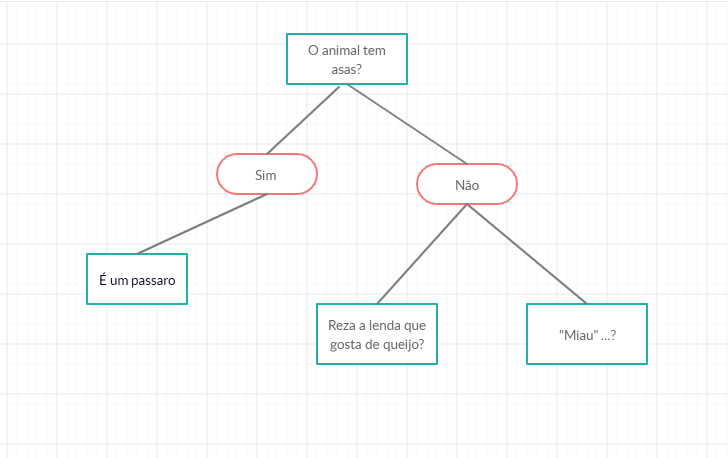 O animal tem
asas?
Sim
Não
É um passaro
Reza a lenda que
gosta de queijo?
"Miau" ...?